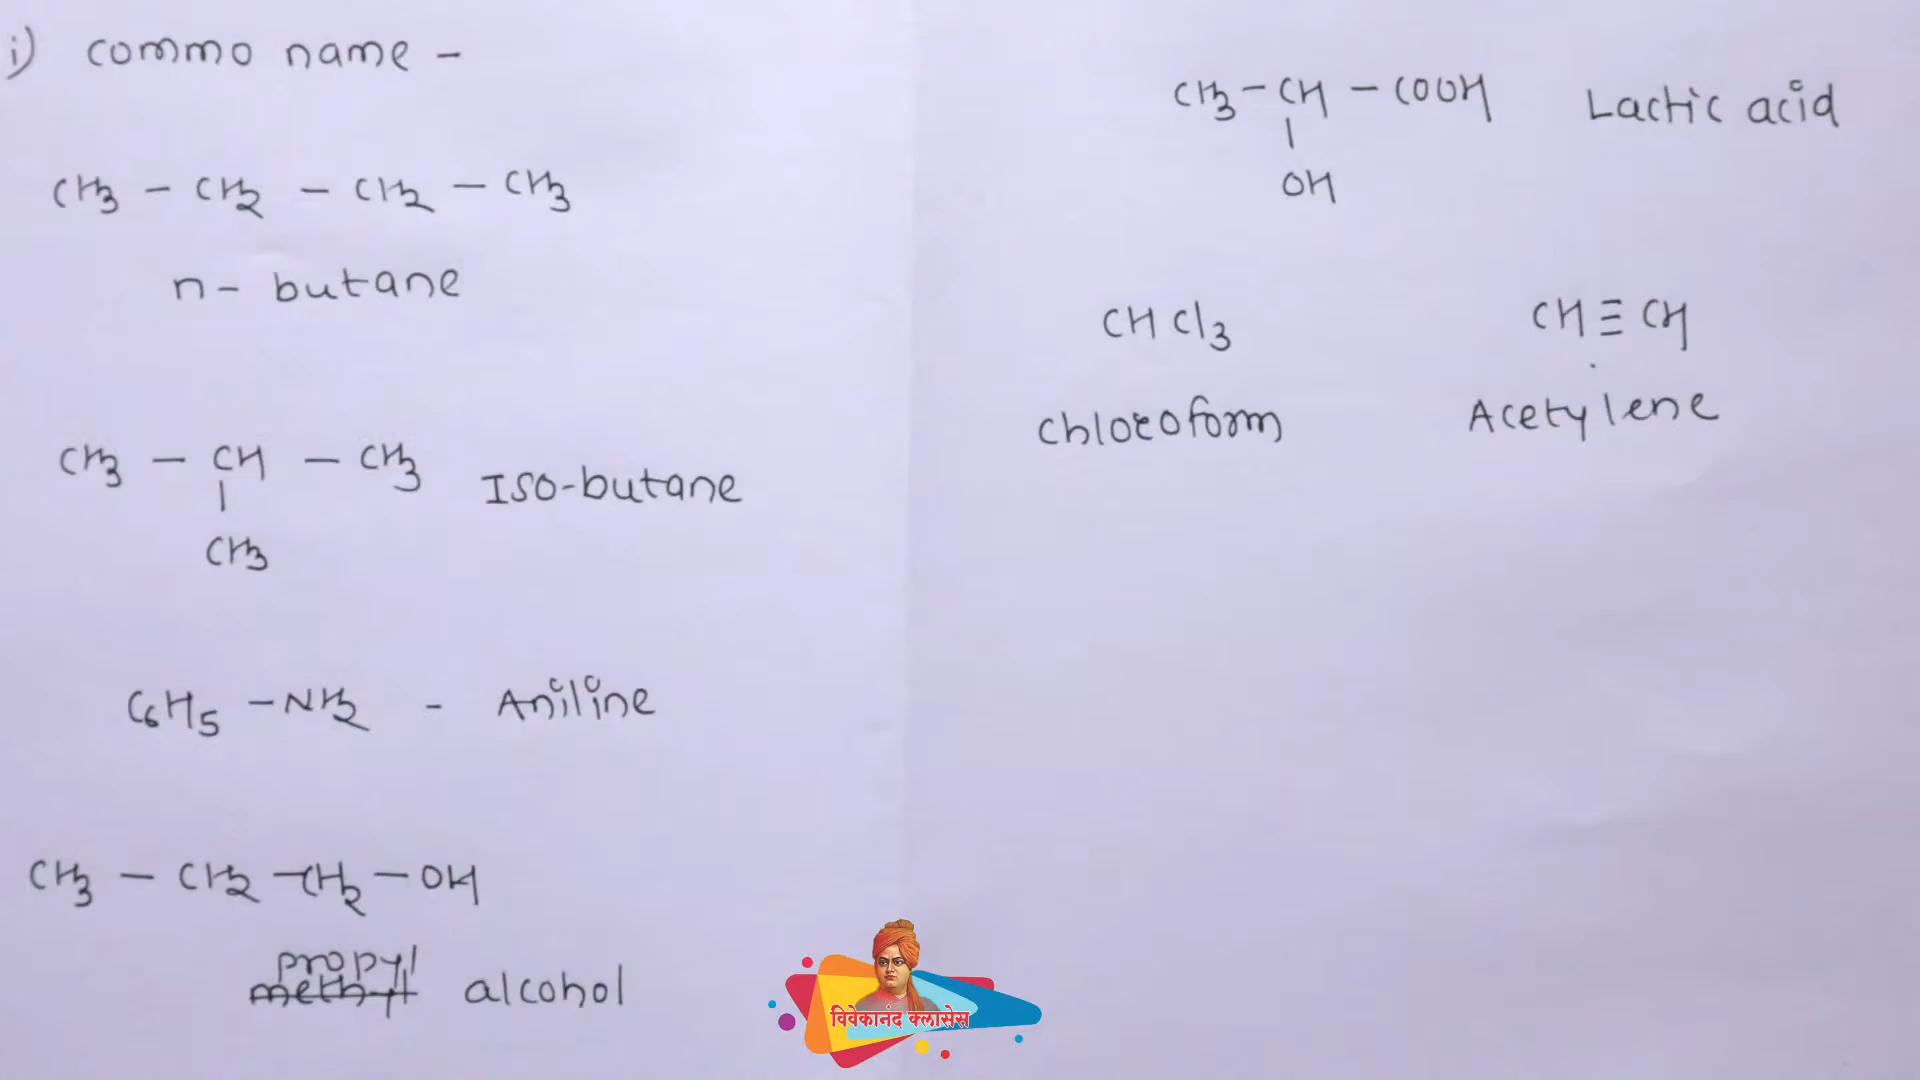 i) commo name -
CH3 - CH2 - CH2 - CH3
n- butane
CH3 - CH - CH3 Iso-butane
|
CH3
C6H5 -NH2 - Aniline
CH3 - CH2 -CH2 -OH
propyl
methyl alcohol
CH3 - CH - COOH Lactic acid
|
OH
CHCl3 CH≡CH
chloroform Acetylene
विवेकानंद क्लासेस